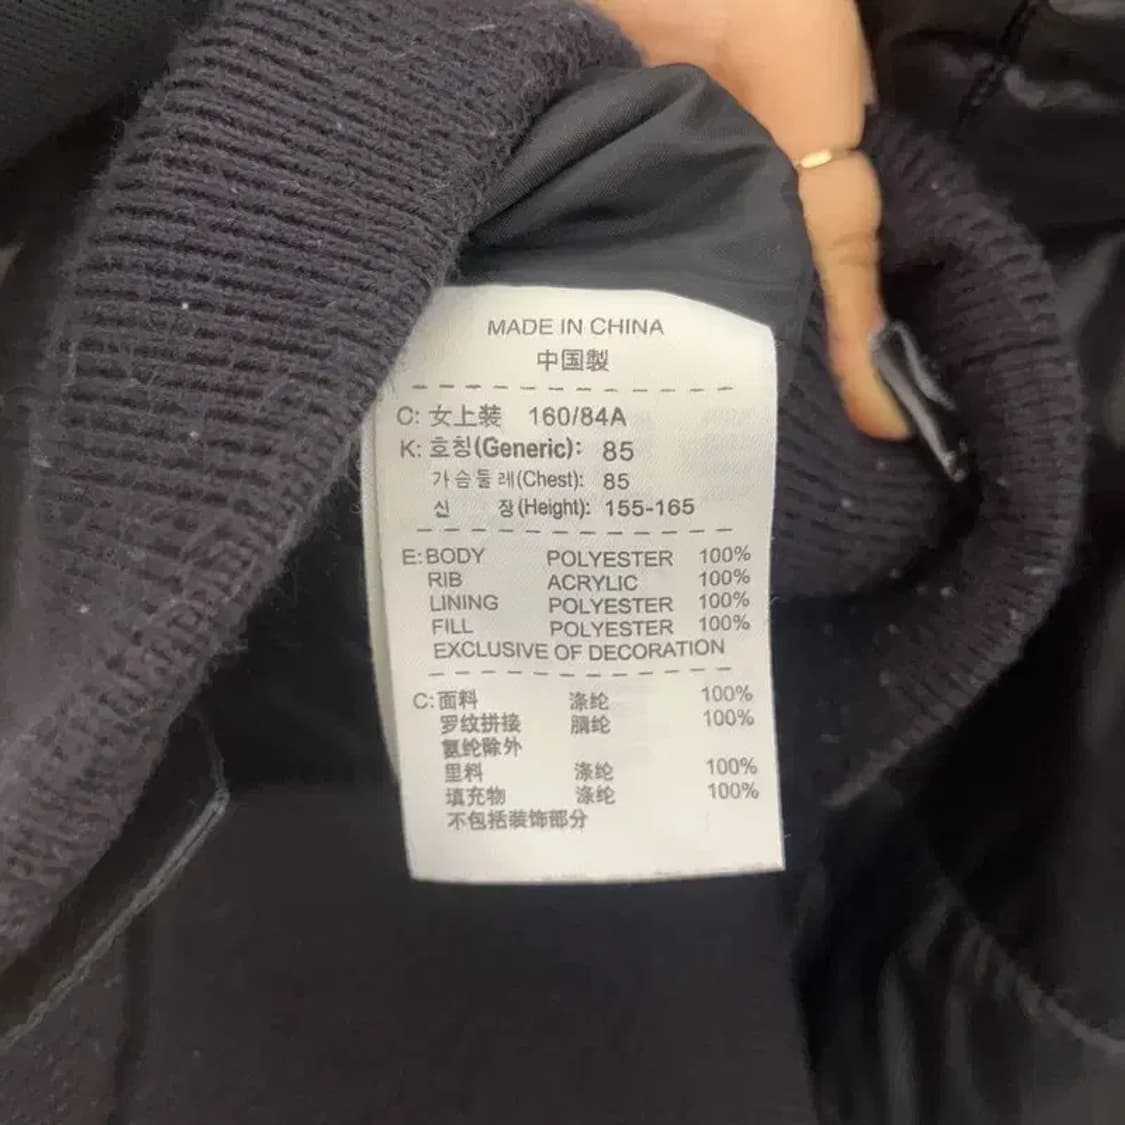 MADE IN CHINA
中国製
C: 女上装 160/84A
K: 호칭(Generic): 85
가슴둘레(Chest): 85
신 장(Height): 155-165
E: BODY POLYESTER 100%
RIB ACRYLIC 100%
LINING POLYESTER 100%
FILL POLYESTER 100%
EXCLUSIVE OF DECORATION
C: 面料 涤纶 100%
罗纹拼接 腈纶 100%
氨纶除外
里料 涤纶 100%
填充物 涤纶 100%
不包括装饰部分